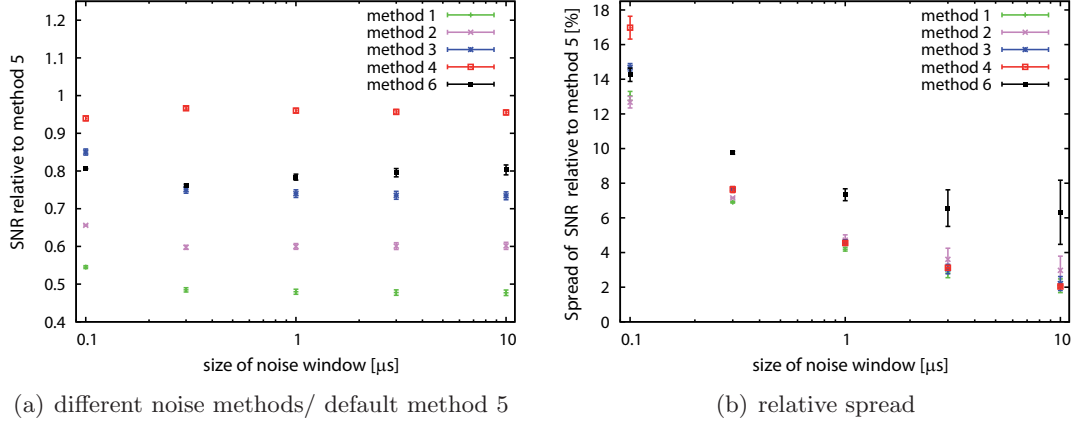 SNR relative to method 5
1.2
1.1
1
0.9
0.8
0.7
0.6
0.5
0.4
0.1
1
10
size of noise window [µs]
method 1
method 2
method 3
method 4
method 6
(a) different noise methods/ default method 5
Spread of SNR relative to method 5 [%]
18
16
14
12
10
8
6
4
2
0
0.1
1
10
size of noise window [µs]
method 1
method 2
method 3
method 4
method 6
(b) relative spread